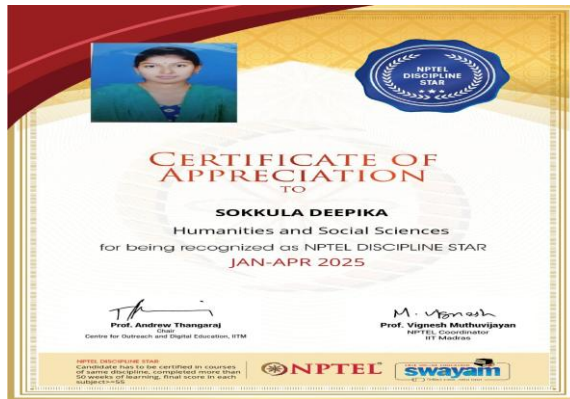 NPTEL
DISCIPLINE
STAR
CERTIFICATE OF
APPRECIATION
TO
SOKKULA DEEPIKA
Humanities and Social Sciences
for being recognized as NPTEL DISCIPLINE STAR
JAN-APR 2025
Prof. Andrew Thangaraj
Chair
Centre for Outreach and Digital Education, IITM
M. Vignesh
Prof. Vignesh Muthuvijayan
NPTEL Coordinator
IIT Madras
NPTEL DISCIPLINE STAR:
Candidate has to be certified in courses
of same discipline, completed more than
50 weeks of learning, final score in each
subject>=55
NPTEL
swayam